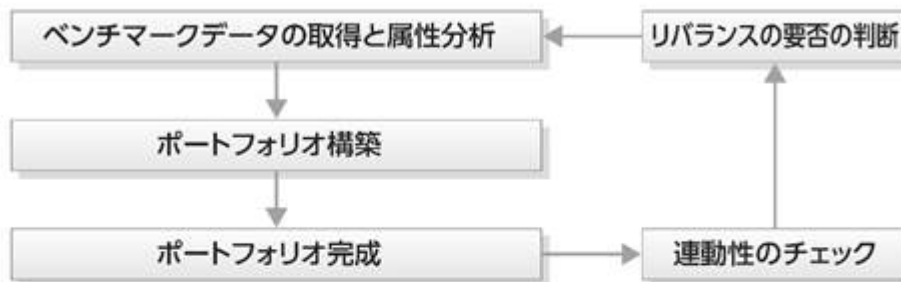 ベンチマークデータの取得と属性分析
リバランスの要否の判断
ポートフォリオ構築
ポートフォリオ完成
連動性のチェック